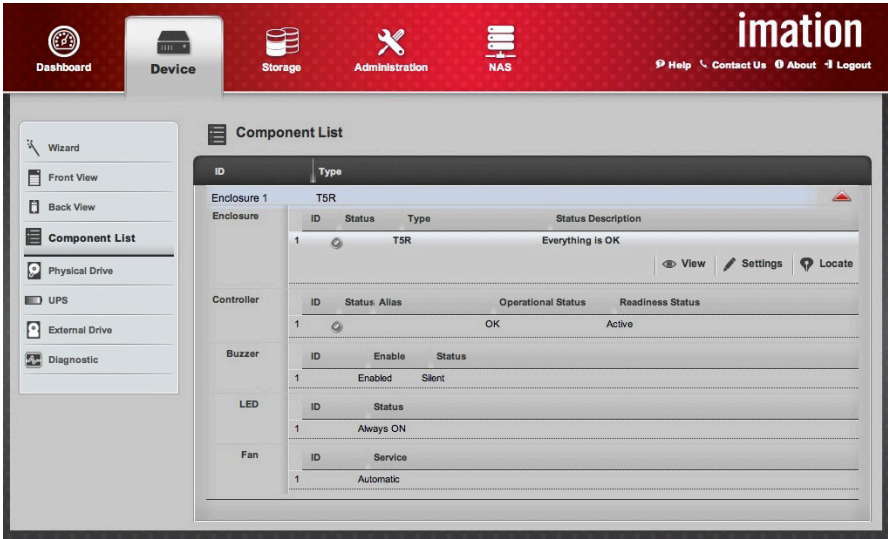 imation
Dashboard
Device
Storage
Administration
NAS
Help Contact Us About Logout
Wizard
Front View
Back View
Component List
Physical Drive
UPS
External Drive
Diagnostic
Component List
ID Type
Enclosure 1 T5R
Enclosure ID Status Type Status Description
1 T5R Everything is OK
View Settings Locate
Controller ID Status Alias Operational Status Readiness Status
1 OK Active
Buzzer ID Enable Status
1 Enabled Silent
LED ID Status
1 Always ON
Fan ID Service
1 Automatic